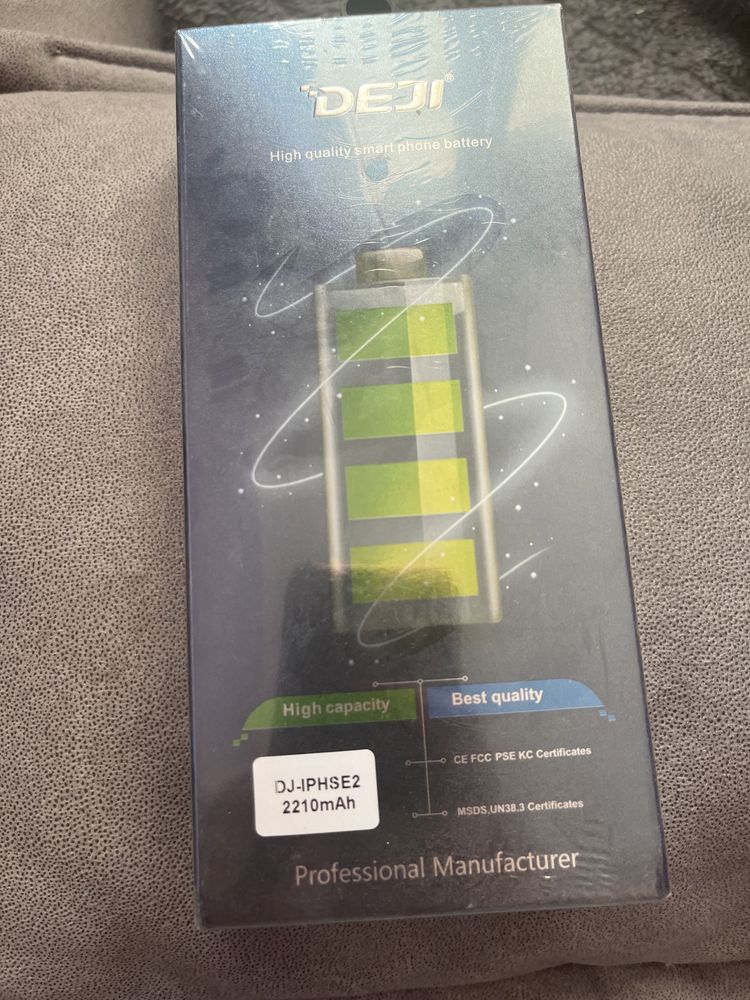 DEJI®
High quality smart phone battery
High capacity
Best quality
CE FCC PSE KC Certificates
DJ-IPHSE2
2210mAh
MSDS,UN38.3 Certificates
Professional Manufacturer